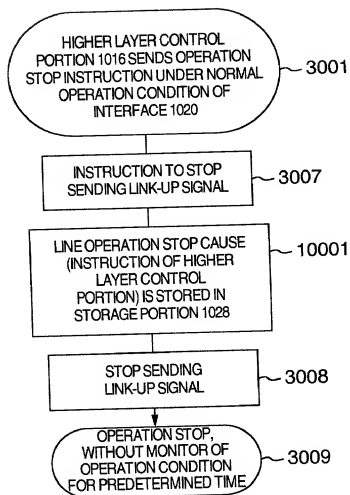 HIGHER LAYER CONTROL
PORTION 1016 SENDS OPERATION
STOP INSTRUCTION UNDER NORMAL
OPERATION CONDITION OF
INTERFACE 1020
3001
INSTRUCTION TO STOP
SENDING LINK-UP SIGNAL
3007
LINE OPERATION STOP CAUSE
(INSTRUCTION OF HIGHER
LAYER CONTROL
PORTION) IS STORED IN
STORAGE PORTION 1028
10001
STOP SENDING
LINK-UP SIGNAL
3008
OPERATION STOP,
WITHOUT MONITOR OF
OPERATION CONDITION
FOR PREDETERMINED TIME
3009